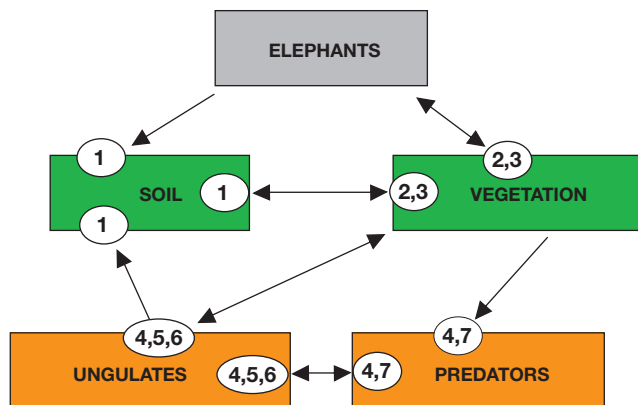 ELEPHANTS
1
2,3
SOIL
1
2,3
VEGETATION
1
4,5,6
4,7
UNGULATES
4,5,6
4,7
PREDATORS